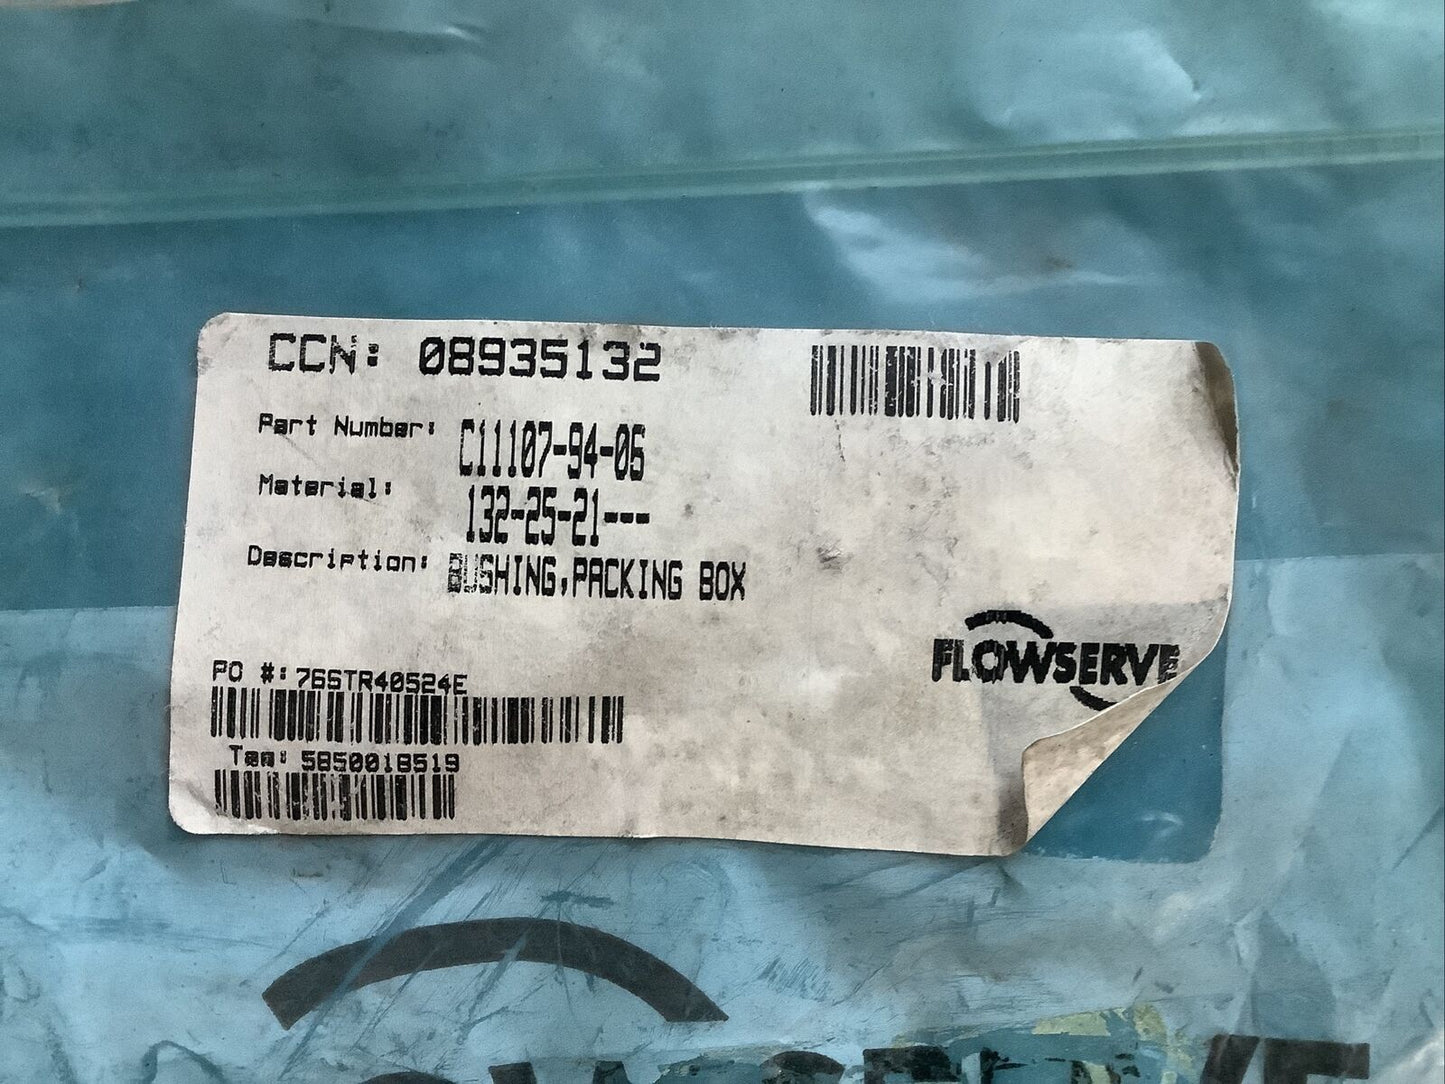 CCN: 08935132
Part Number: C11107-94-06
Material: 132-25-21---
Description: BUSHING,PACKING BOX
FLOWSERVE
PO #: 76STR40524E
Tag: 5850018519